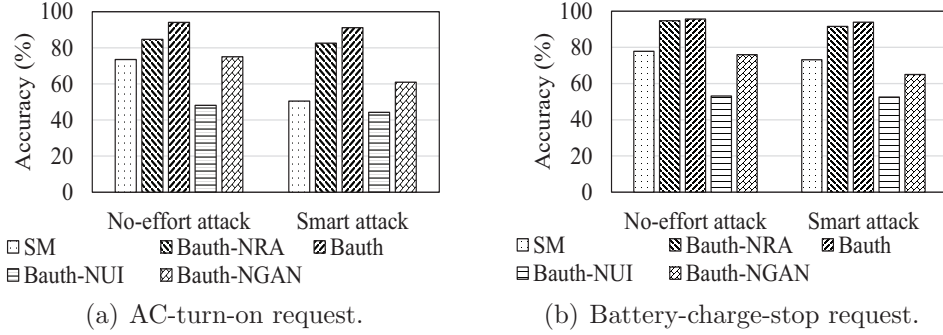 Accuracy (%)
100
80
60
40
20
0
No-effort attack Smart attack
SM Bauth-NRA Bauth
Bauth-NUI Bauth-NGAN
(a) AC-turn-on request.
Accuracy (%)
100
80
60
40
20
0
No-effort attack Smart attack
SM Bauth-NRA Bauth
Bauth-NUI Bauth-NGAN
(b) Battery-charge-stop request.